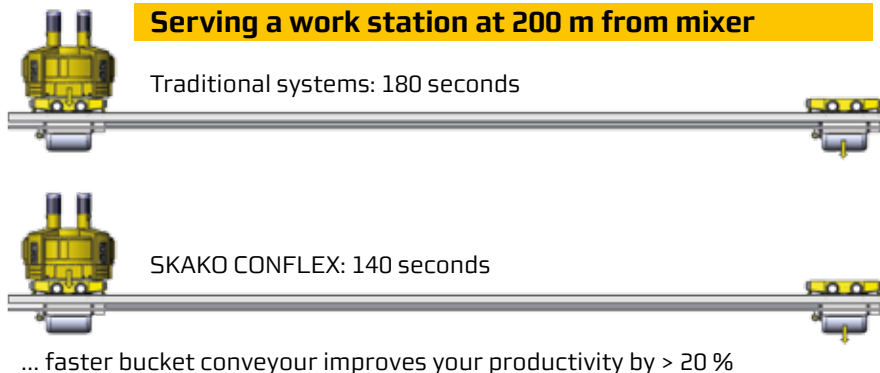 Serving a work station at 200 m from mixer
Traditional systems: 180 seconds
SKAKO CONFLEX: 140 seconds
... faster bucket conveyour improves your productivity by > 20 %